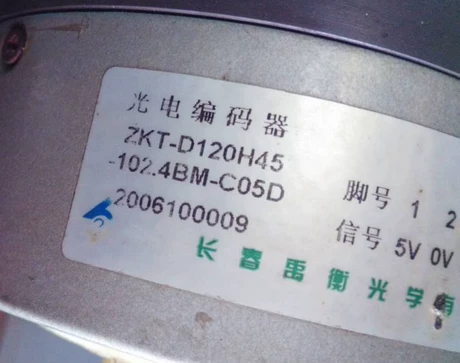 光电编码器
ZKT-D120H45
-102.4BM-C05D
2006100009
脚号 1 2
信号 5V 0V
长春禹衡光学有